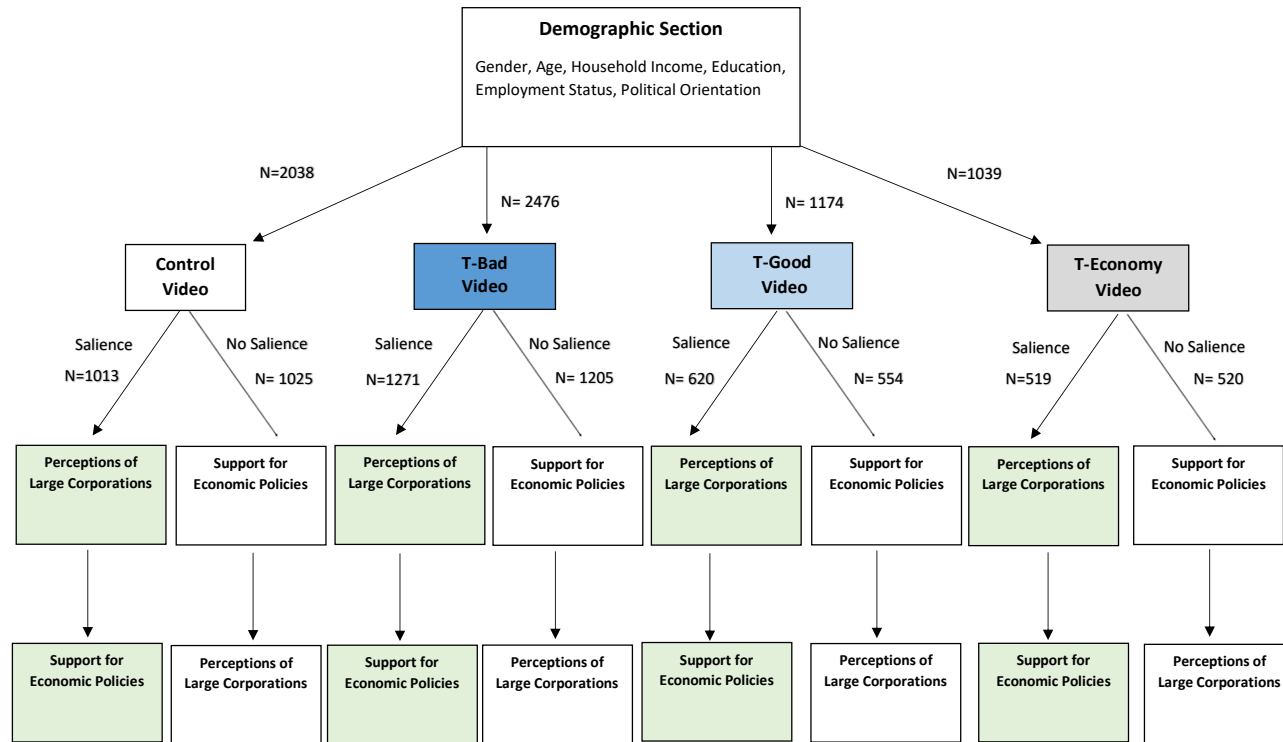 Demographic Section
Gender, Age, Household Income, Education,
Employment Status, Political Orientation
N=2038
N= 2476
N= 1174
N=1039
Control
Video
T-Bad
Video
T-Good
Video
T-Economy
Video
Salience
No Salience
Salience
No Salience
Salience
No Salience
Salience
No Salience
N=1013
N= 1025
N=1271
N= 1205
N= 620
N= 554
N=519
N= 520
Perceptions of
Large Corporations
Support for
Economic Policies
Perceptions of
Large Corporations
Support for
Economic Policies
Perceptions of
Large Corporations
Support for
Economic Policies
Perceptions of
Large Corporations
Support for
Economic Policies
Support for
Economic Policies
Perceptions of
Large Corporations
Support for
Economic Policies
Perceptions of
Large Corporations
Support for
Economic Policies
Perceptions of
Large Corporations
Support for
Economic Policies
Perceptions of
Large Corporations